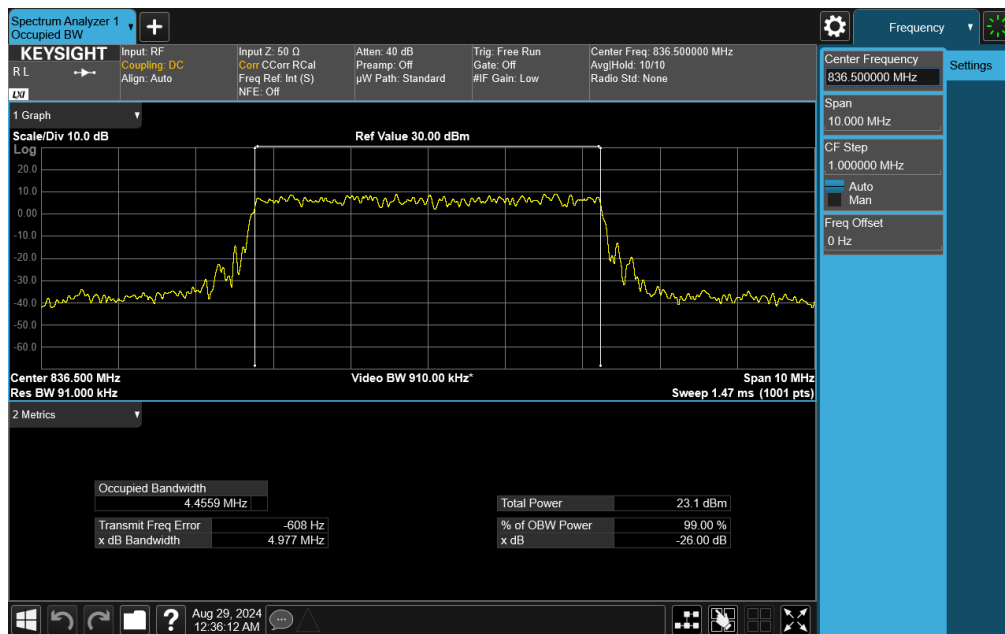 Spectrum Analyzer 1
Occupied BW
Frequency
KEYSIGHT
R L
LXI
Input: RF
Coupling: DC
Align: Auto
Input Z: 50 Ω
Corr CCorr RCal
Freq Ref: Int (S)
NFE: Off
Atten: 40 dB
Preamp: Off
µW Path: Standard
Trig: Free Run
Gate: Off
#IF Gain: Low
Center Freq: 836.500000 MHz
Avg|Hold: 10/10
Radio Std: None
Center Frequency
836.500000 MHz
Settings
Span
10.000 MHz
CF Step
1.000000 MHz
Auto
Man
Freq Offset
0 Hz
1 Graph
Scale/Div 10.0 dB
Ref Value 30.00 dBm
Log
20.0
10.0
0.00
-10.0
-20.0
-30.0
-40.0
-50.0
-60.0
Center 836.500 MHz
Video BW 910.00 kHz*
Span 10 MHz
Res BW 91.000 kHz
Sweep 1.47 ms (1001 pts)
2 Metrics
Occupied Bandwidth
4.4559 MHz
Total Power 23.1 dBm
Transmit Freq Error -608 Hz
% of OBW Power 99.00 %
x dB Bandwidth 4.977 MHz
x dB -26.00 dB
?
Aug 29, 2024
12:36:12 AM